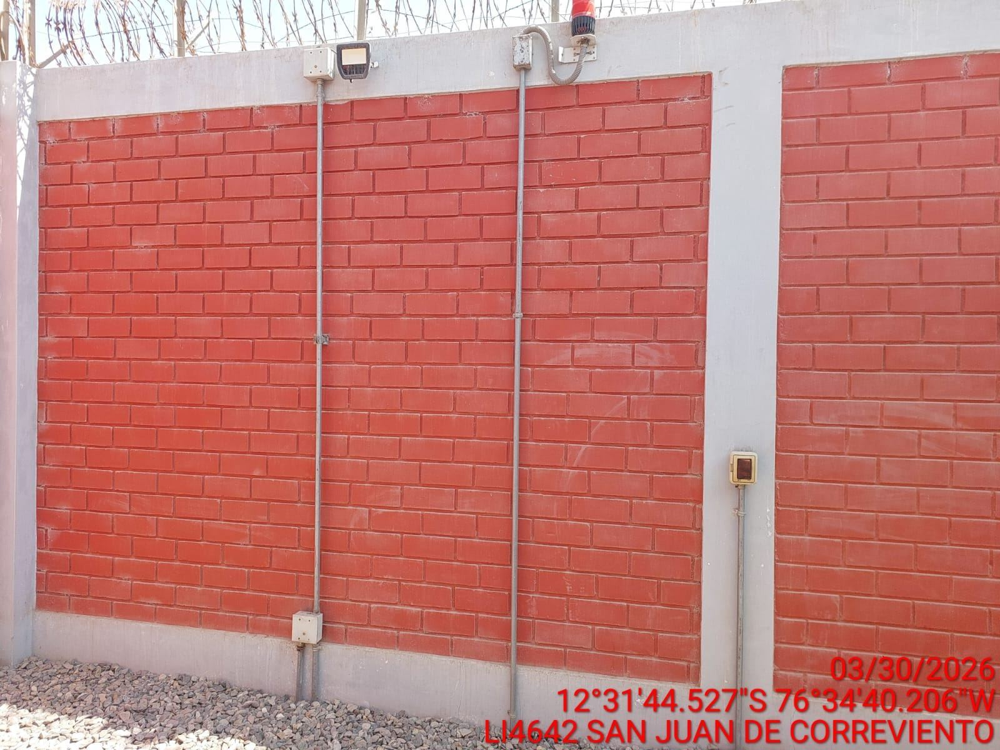 03/30/2026
12°31'44.527"S 76°34'40.206"W
LI4642 SAN JUAN DE CORREVIENTO